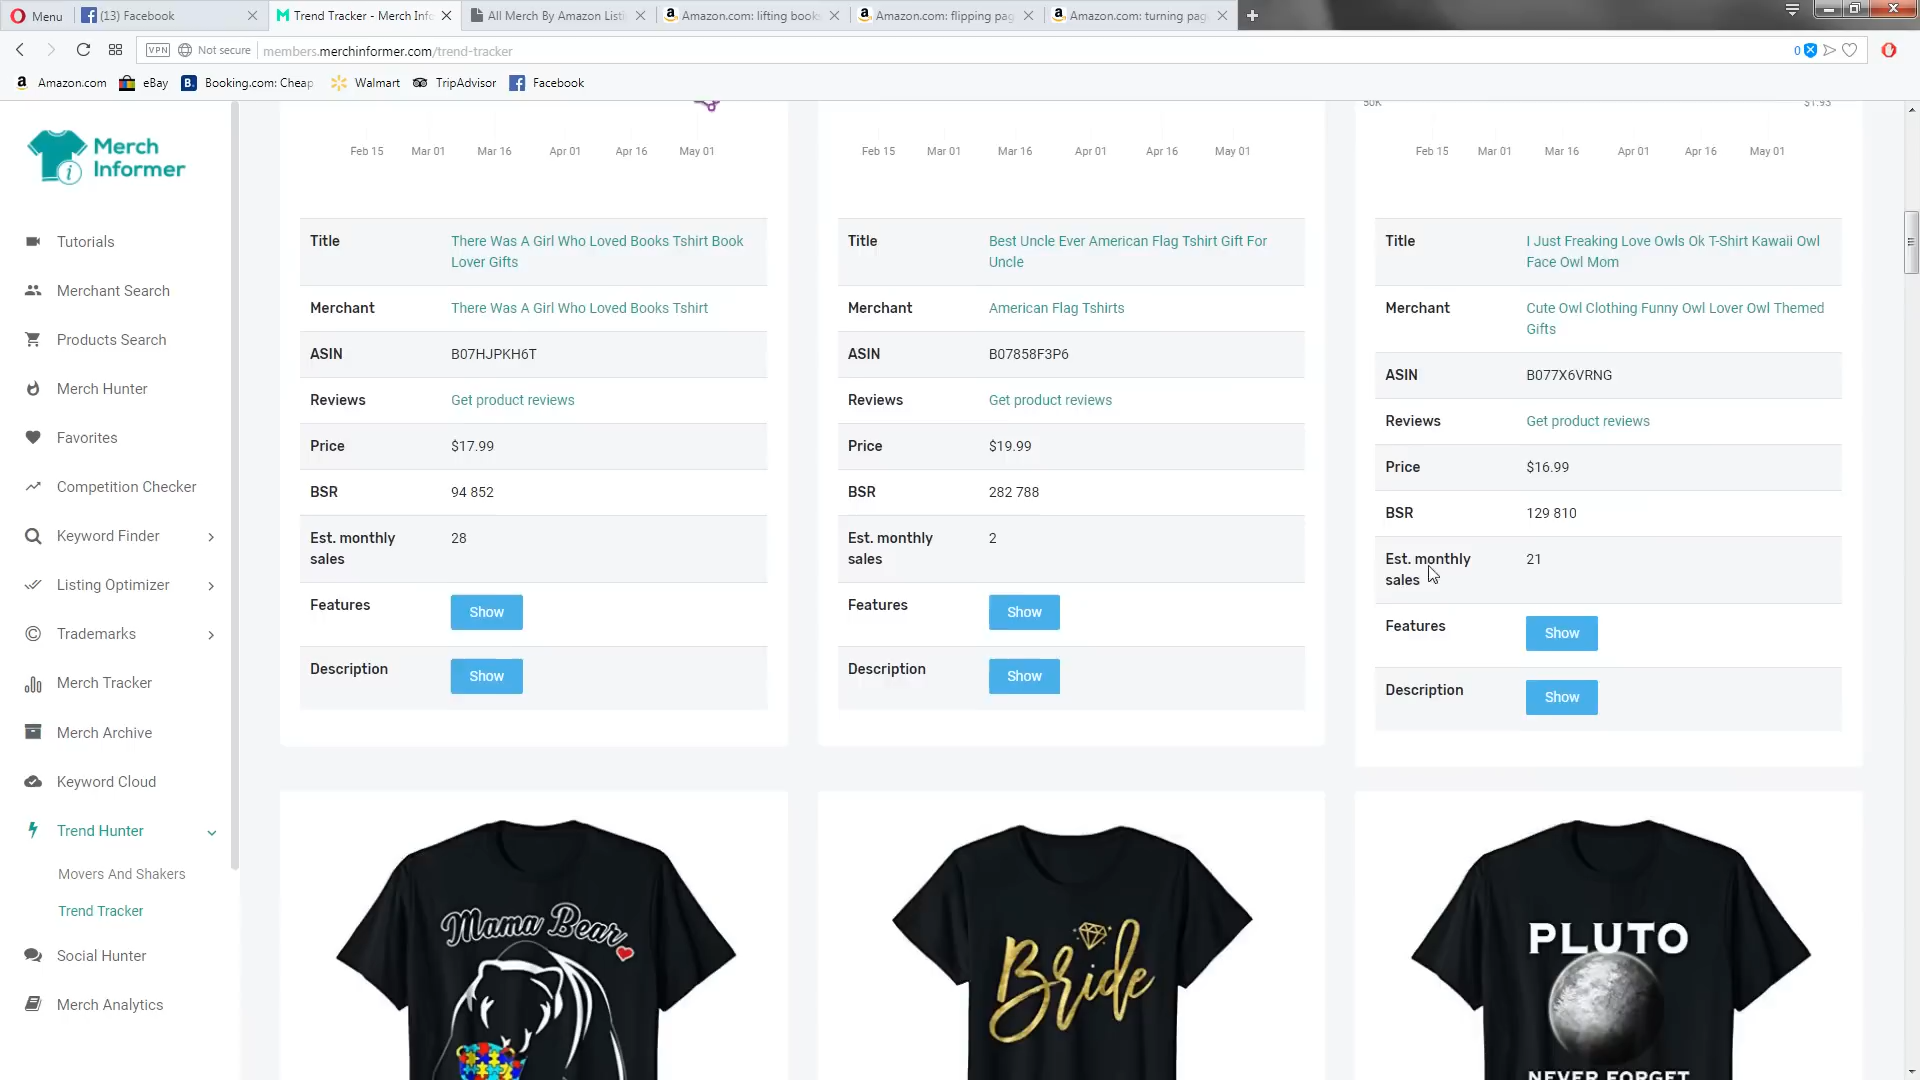 Menu
(13) Facebook
Trend Tracker - Merch Info
All Merch By Amazon Listi
Amazon.com: lifting books
Amazon.com: flipping pag
Amazon.com: turning pag
VPN
Not secure
members.merchinformer.com/trend-tracker
0
Amazon.com
eBay
Booking.com: Cheap
Walmart
TripAdvisor
Facebook
Merch
Informer
Tutorials
Merchant Search
Products Search
Merch Hunter
Favorites
Competition Checker
Keyword Finder
Listing Optimizer
Trademarks
Merch Tracker
Merch Archive
Keyword Cloud
Trend Hunter
Movers And Shakers
Trend Tracker
Social Hunter
Merch Analytics
Feb 15 Mar 01 Mar 16 Apr 01 Apr 16 May 01
Title There Was A Girl Who Loved Books Tshirt Book
Lover Gifts
Merchant There Was A Girl Who Loved Books Tshirt
ASIN B07HJPKH6T
Reviews Get product reviews
Price $17.99
BSR 94 852
Est. monthly 28
sales
Features Show
Description Show
Mama Bear
Feb 15 Mar 01 Mar 16 Apr 01 Apr 16 May 01
Title Best Uncle Ever American Flag Tshirt Gift For
Uncle
Merchant American Flag Tshirts
ASIN B07858F3P6
Reviews Get product reviews
Price $19.99
BSR 282 788
Est. monthly 2
sales
Features Show
Description Show
Bride
50K $1.93
Feb 15 Mar 01 Mar 16 Apr 01 Apr 16 May 01
Title I Just Freaking Love Owls Ok T-Shirt Kawaii Owl
Face Owl Mom
Merchant Cute Owl Clothing Funny Owl Lover Owl Themed
Gifts
ASIN B077X6VRNG
Reviews Get product reviews
Price $16.99
BSR 129 810
Est. monthly 21
sales
Features Show
Description Show
PLUTO
NEVER FORGET